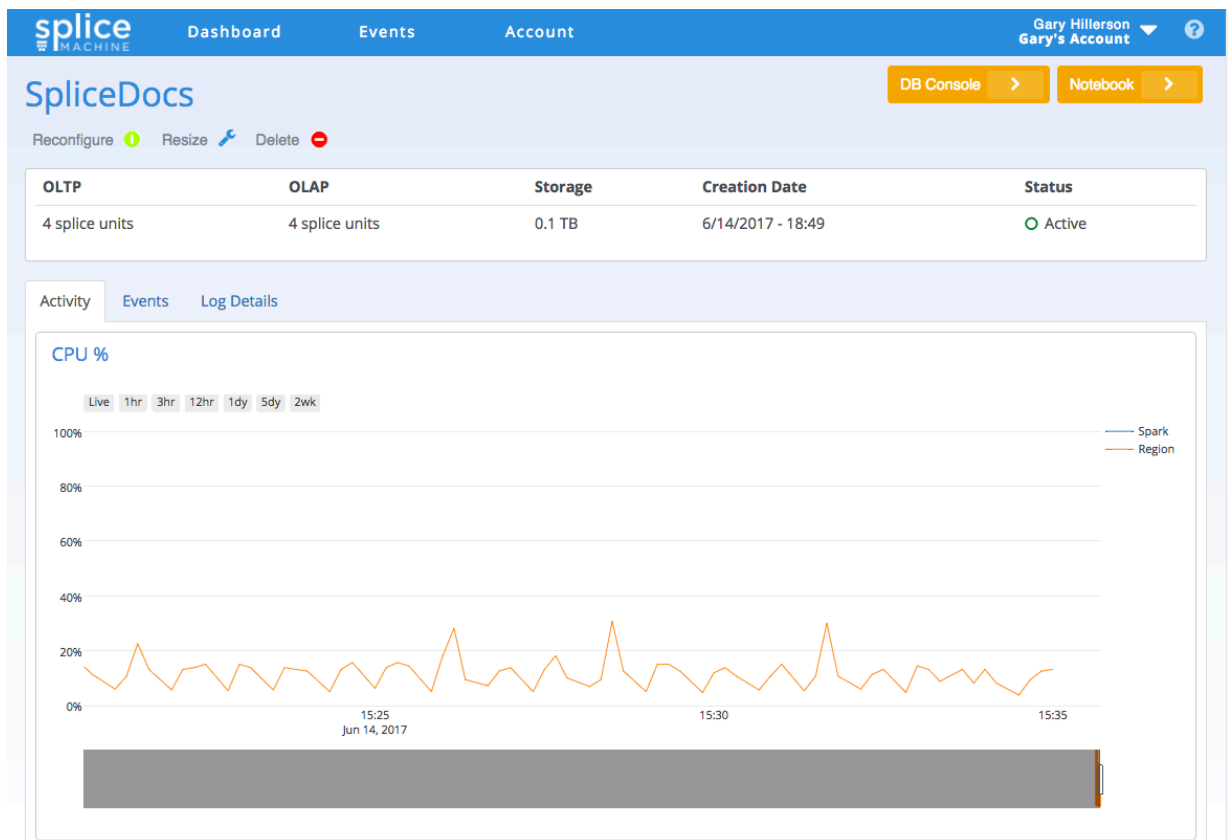 splice
MACHINE
Dashboard Events Account
Gary Hillerson
Gary's Account
?
SpliceDocs
DB Console > Notebook >
Reconfigure Resize Delete
OLTP OLAP Storage Creation Date Status
4 splice units 4 splice units 0.1 TB 6/14/2017 - 18:49 Active
Activity Events Log Details
CPU %
Live 1hr 3hr 12hr 1dy 5dy 2wk
100%
80%
60%
40%
20%
0%
Spark
Region
15:25 15:30 15:35
Jun 14, 2017